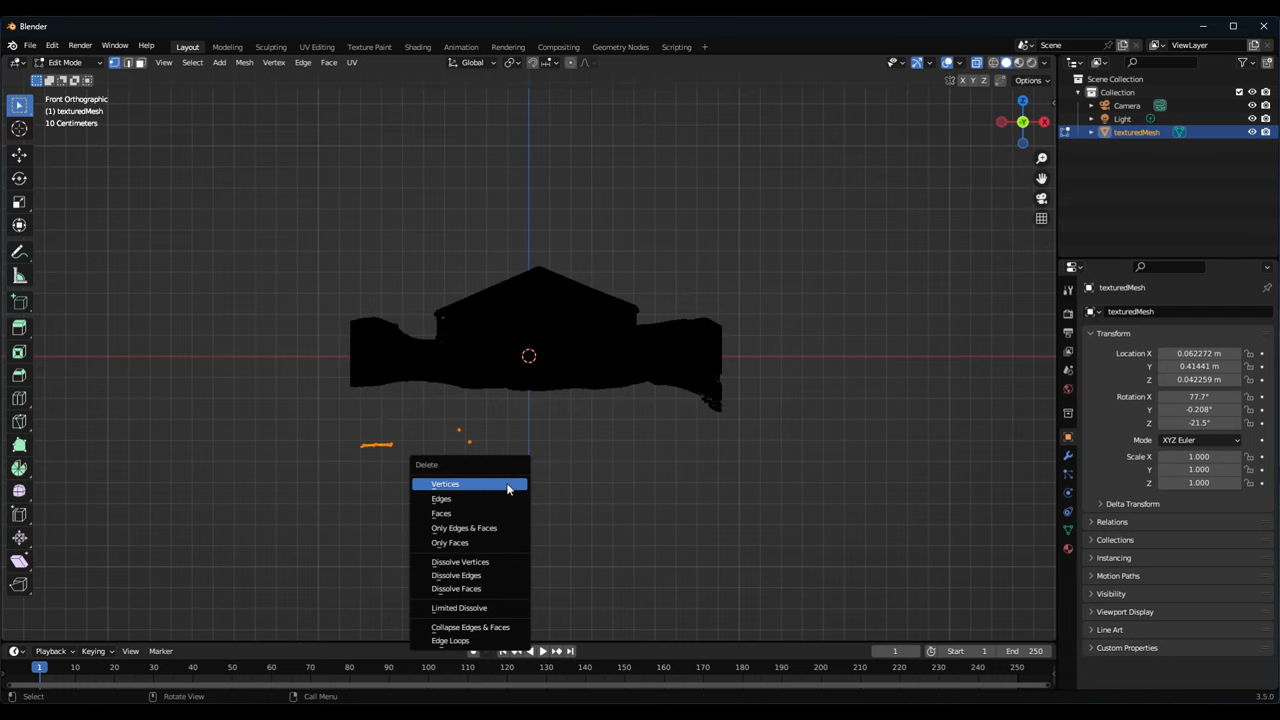 Blender
File Edit Render Window Help Layout Modeling Sculpting UV Editing Texture Paint Shading Animation Rendering Compositing Geometry Nodes Scripting + Scene ViewLayer
Edit Mode View Select Add Mesh Vertex Edge Face UV Global
X Y Z Options
Front Orthographic
(1) texturedMesh
10 Centimeters
Z
X
-Y
Scene Collection
Collection
Camera
Light
texturedMesh
texturedMesh
texturedMesh
Transform
Location X 0.062272 m
Y 0.41441 m
Z 0.042259 m
Rotation X 77.7°
Y -0.208°
Z -21.5°
Mode XYZ Euler
Scale X 1.000
Y 1.000
Z 1.000
Delta Transform
Relations
Collections
Instancing
Motion Paths
Visibility
Viewport Display
Line Art
Custom Properties
Delete
Vertices
Edges
Faces
Only Edges & Faces
Only Faces
Dissolve Vertices
Dissolve Edges
Dissolve Faces
Limited Dissolve
Collapse Edges & Faces
Edge Loops
Playback Keying View Marker 1 Start 1 End 250
1 10 20 30 40 50 60 70 80 90 100 110 120 130 140 150 160 170 180 190 200 210 220 230 240 250
Select Rotate View Call Menu 3.5.0